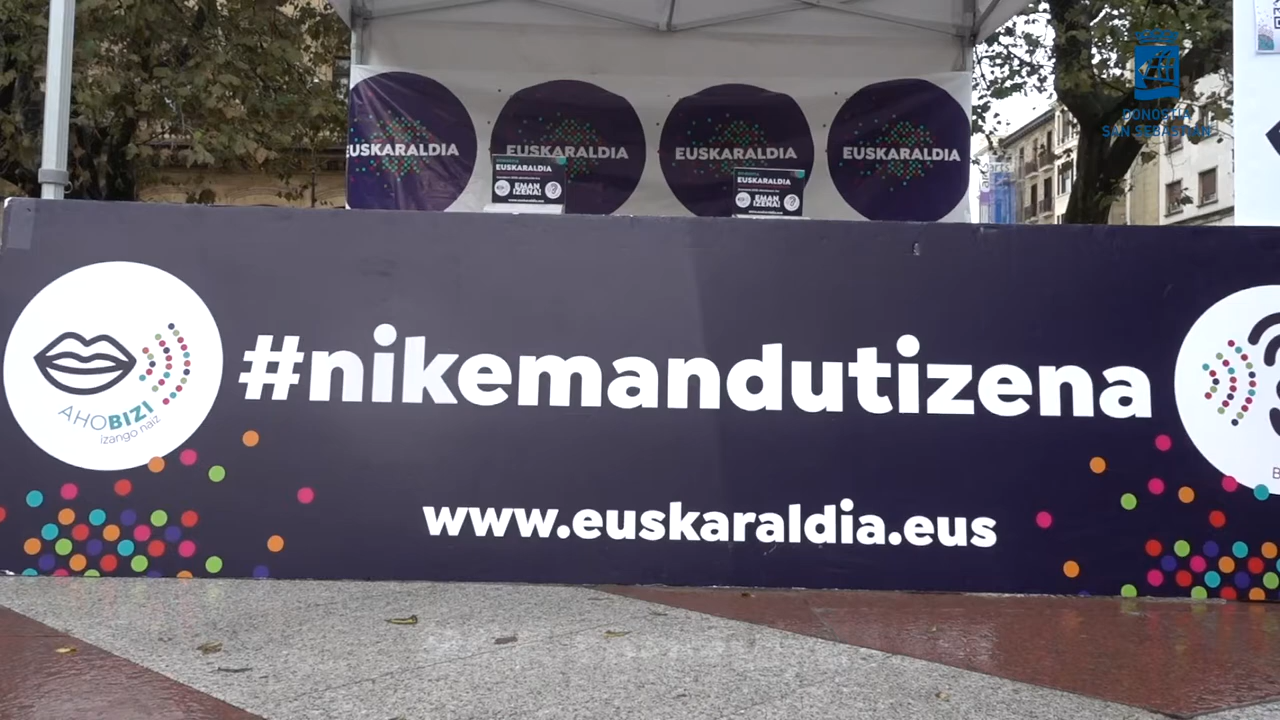 DONOSTIA
SAN SEBASTIÁN
EUSKARALDIA
EUSKARALDIA
EUSKARALDIA
EUSKARALDIA
EUSKARALDIA
EMAN
IZENA!
EUSKARALDIA
EMAN
IZENA!
#nikemandutizena
AHOBIZI
izango naiz
www.euskaraldia.eus